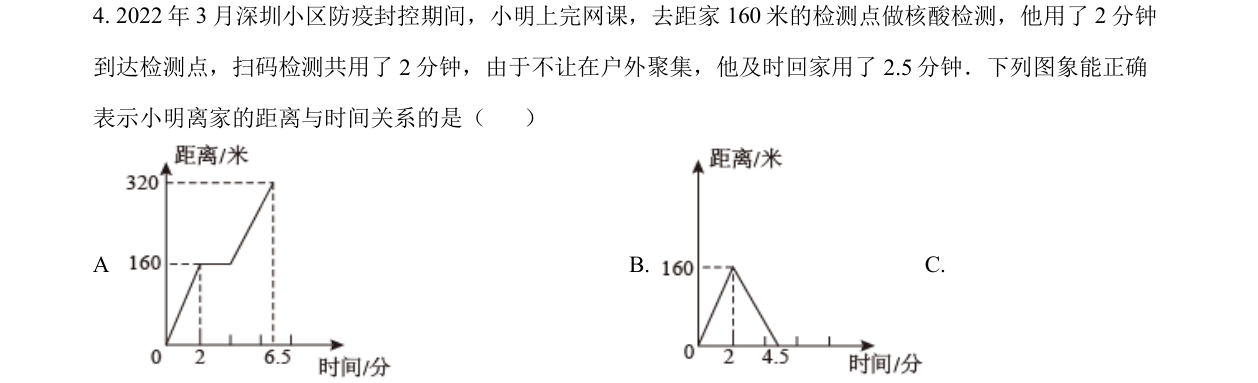 4. 2022 年 3 月深圳小区防疫封控期间，小明上完网课，去距家 160 米的检测点做核酸检测，他用了 2 分钟
到达检测点，扫码检测共用了 2 分钟，由于不让在户外聚集，他及时回家用了 2.5 分钟．下列图象能正确
表示小明离家的距离与时间关系的是（　　）
A
距离/米
320
160
0
2
6.5
时间/分
B.
距离/米
160
0
2
4.5
时间/分
C.